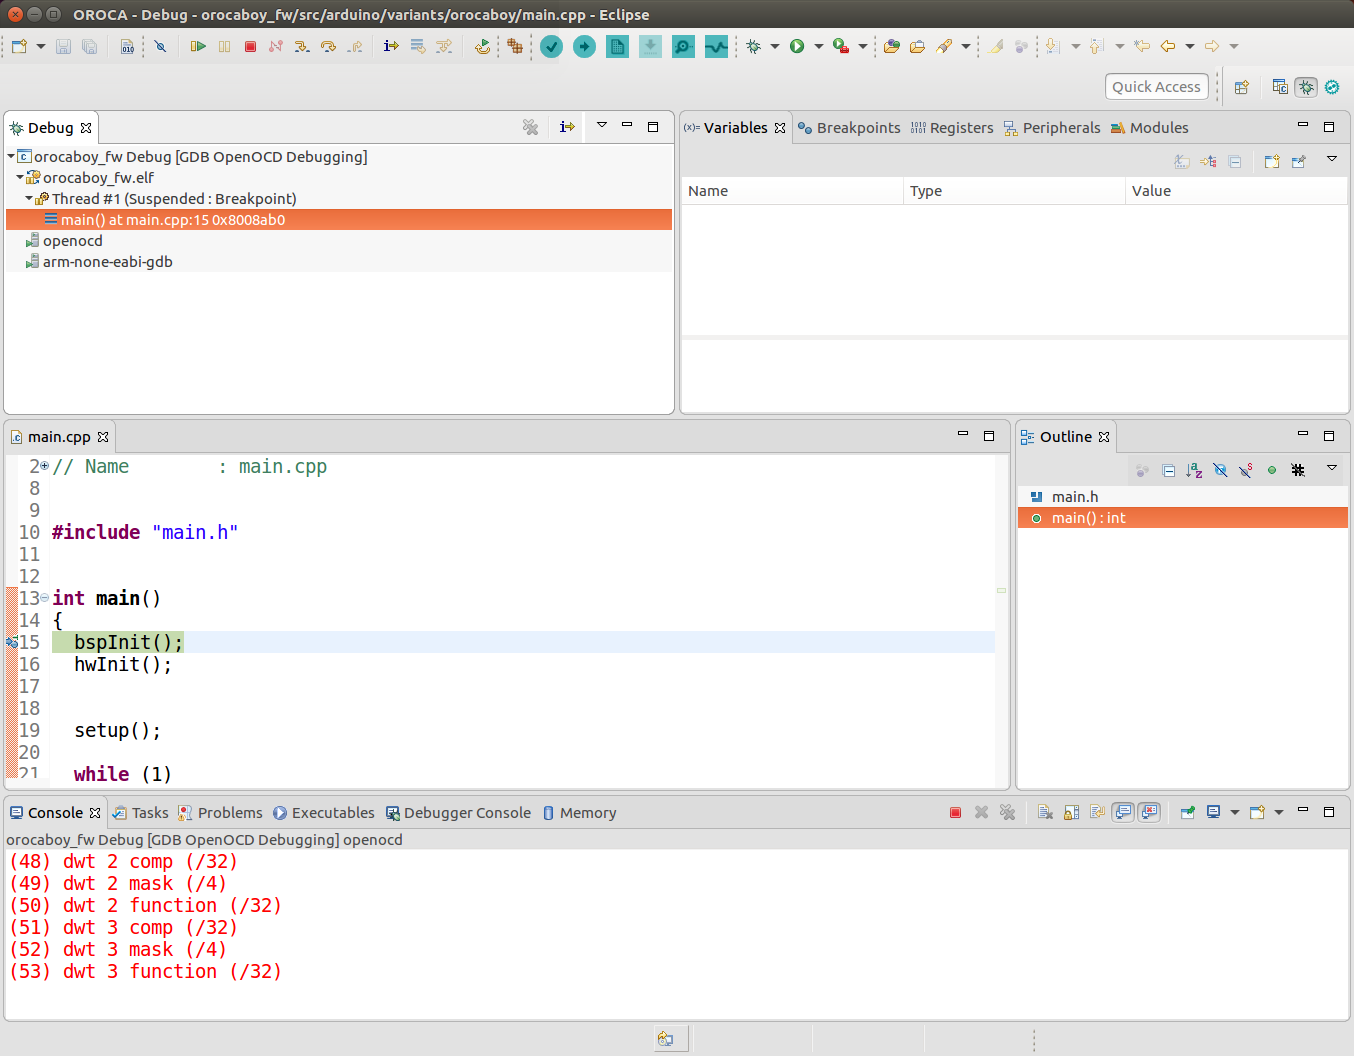 OROCA - Debug - orocaboy_fw/src/arduino/variants/orocaboy/main.cpp - Eclipse
010
Quick Access
Debug
orocaboy_fw Debug [GDB OpenOCD Debugging]
orocaboy_fw.elf
Thread #1 (Suspended : Breakpoint)
main() at main.cpp:15 0x8008ab0
openocd
arm-none-eabi-gdb
(x)= Variables Breakpoints Registers Peripherals Modules
Name Type Value
main.cpp
2 // Name : main.cpp
8
9
10 #include "main.h"
11
12
13 int main()
14 {
15 bspInit();
16 hwInit();
17
18
19 setup();
20
21 while (1)
Outline
main.h
main() : int
Console Tasks Problems Executables Debugger Console Memory
orocaboy_fw Debug [GDB OpenOCD Debugging] openocd
(48) dwt 2 comp (/32)
(49) dwt 2 mask (/4)
(50) dwt 2 function (/32)
(51) dwt 3 comp (/32)
(52) dwt 3 mask (/4)
(53) dwt 3 function (/32)